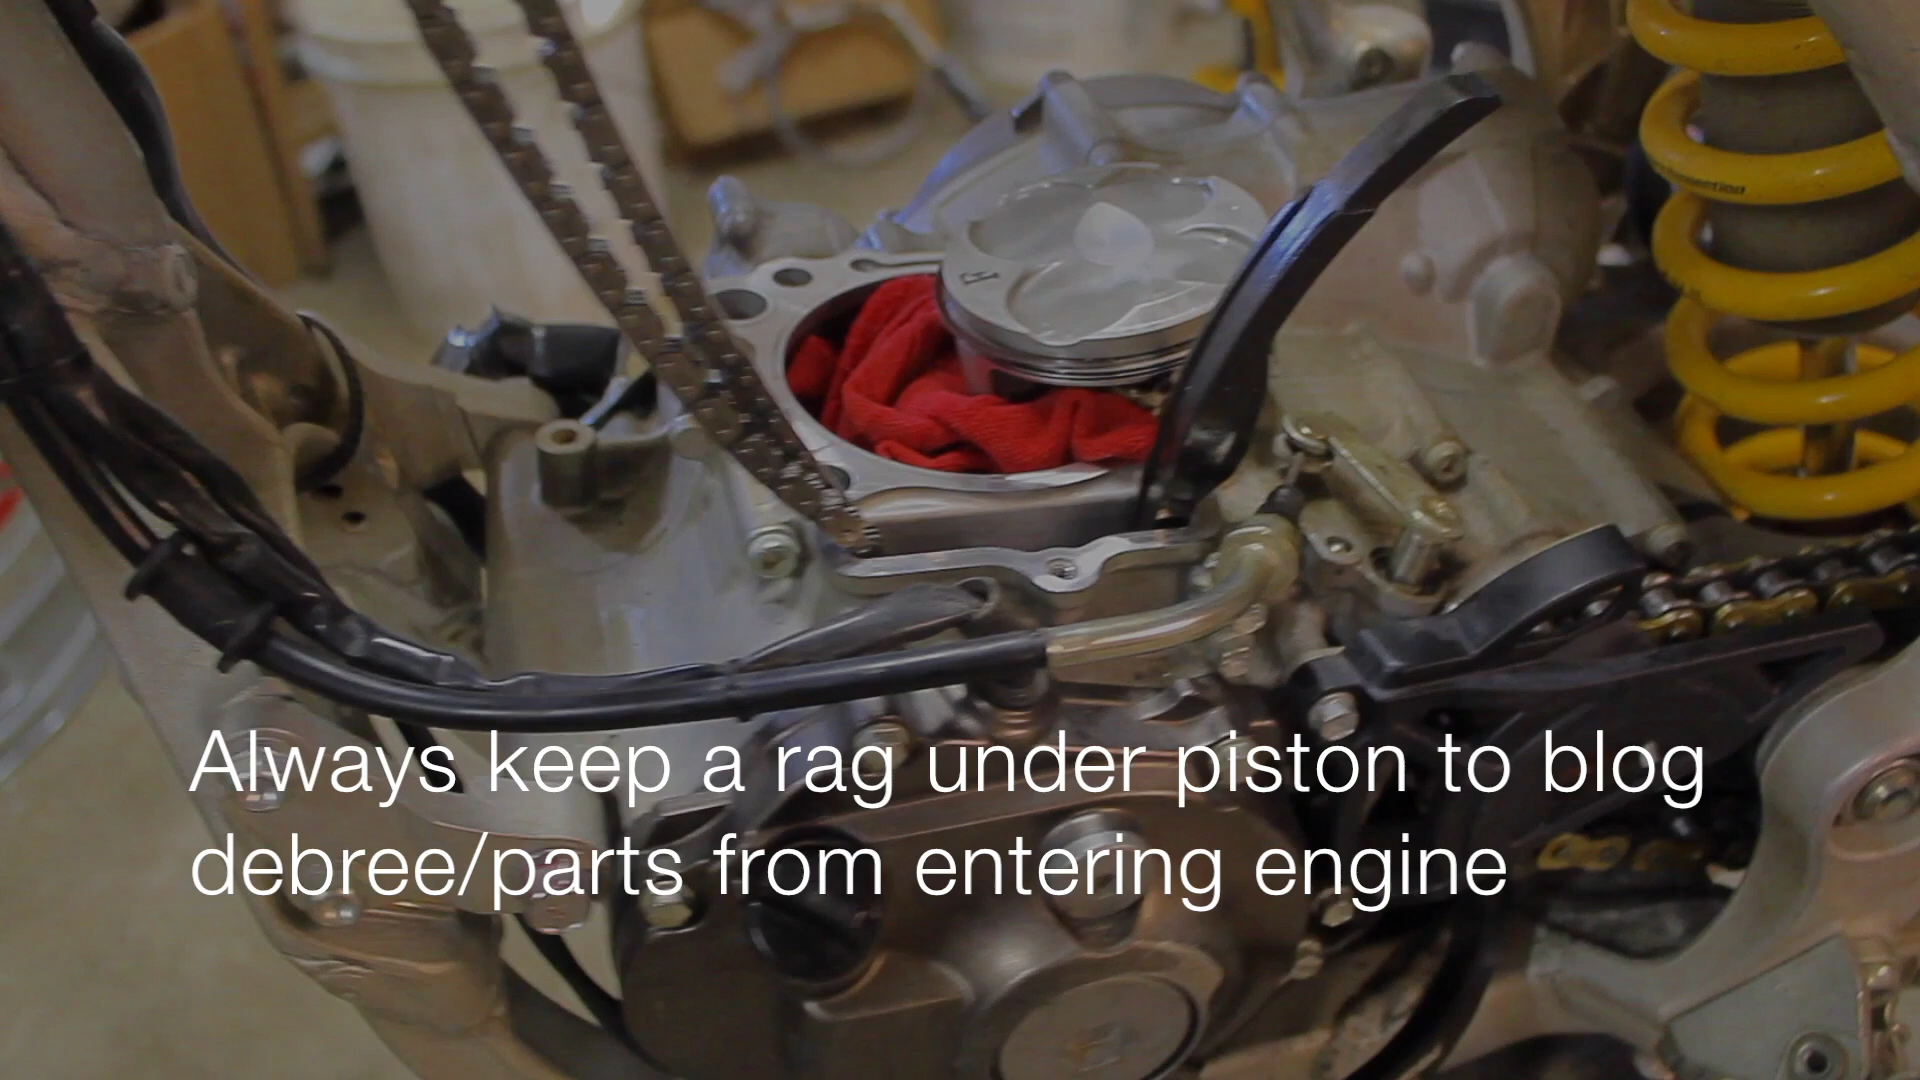 Always keep a rag under piston to blog
debree/parts from entering engine